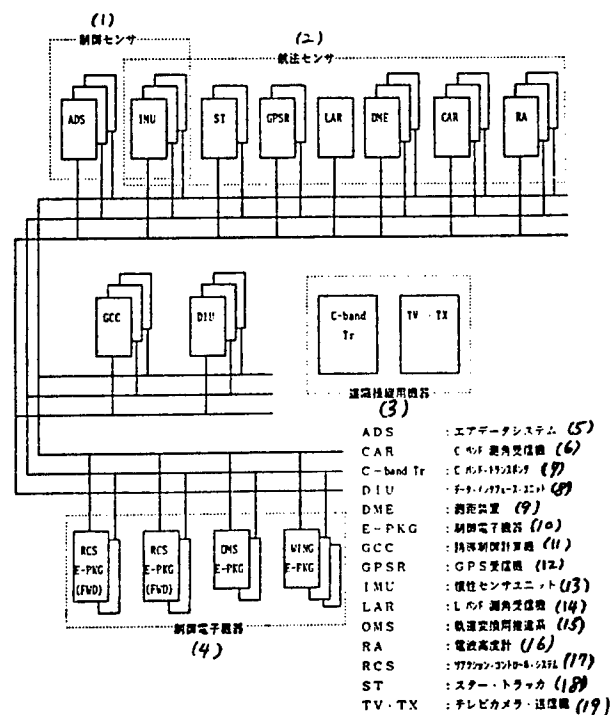 (1)
制御センサ
(2)
航法センサ
ADS
IMU
ST
GPSR
LAR
DME
CAR
RA
GCC
DIU
C-band
Tr
TV・TX
遠隔操縦用機器
(3)
ADS :エアデータシステム (5)
CAR Cバンド測角受信機 (6)
C-band Tr :Cバンド・トランスポンダ (7)
DIU :データ・インタフェース・ユニット (8)
DME :測距装置 (9)
E-PKG :制御電子機器 (10)
GCC :誘導制御計算機 (11)
GPSR :GPS受信機 (12)
IMU :慣性センサユニット (13)
LAR :Lバンド測角受信機 (14)
OMS :軌道変換用推進系 (15)
RA :電波高度計 (16)
RCS :リアクション・コントロール・システム (17)
ST :スター・トラッカ (18)
TV・TX :テレビカメラ・送信機 (19)
RCS
E-PKG
(FWD)
RCS
E-PKG
(FWD)
OMS
E-PKG
WING
E-PKG
制御電子機器
(4)